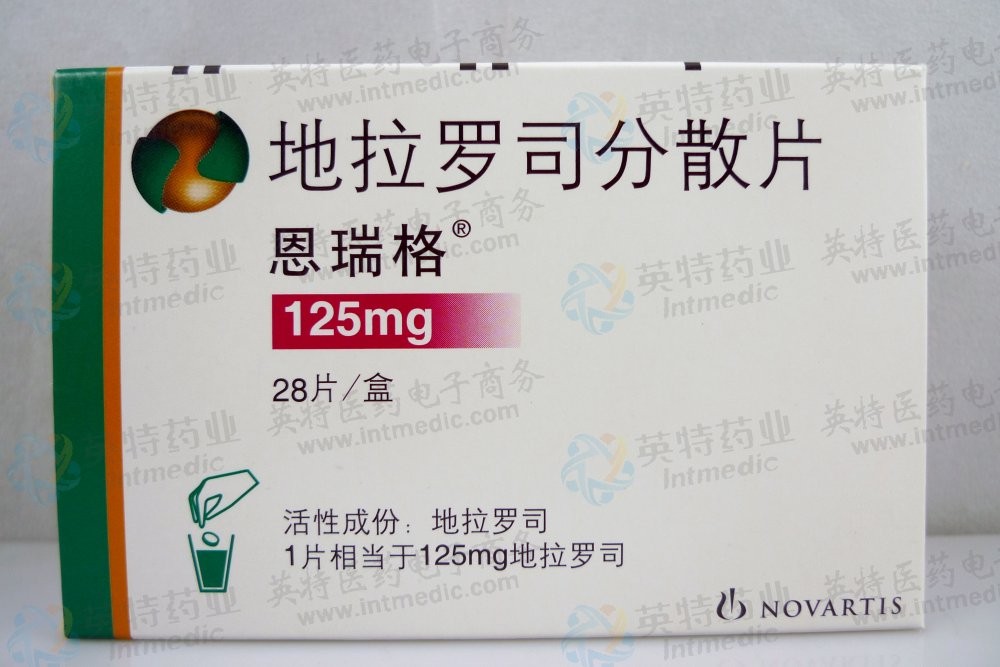 地拉罗司分散片
恩瑞格®
125mg
28片/盒
活性成份：地拉罗司
1片相当于125mg地拉罗司
NOVARTIS
英特医药电子商务
www.intmedic.com
英特药业
Intmedic